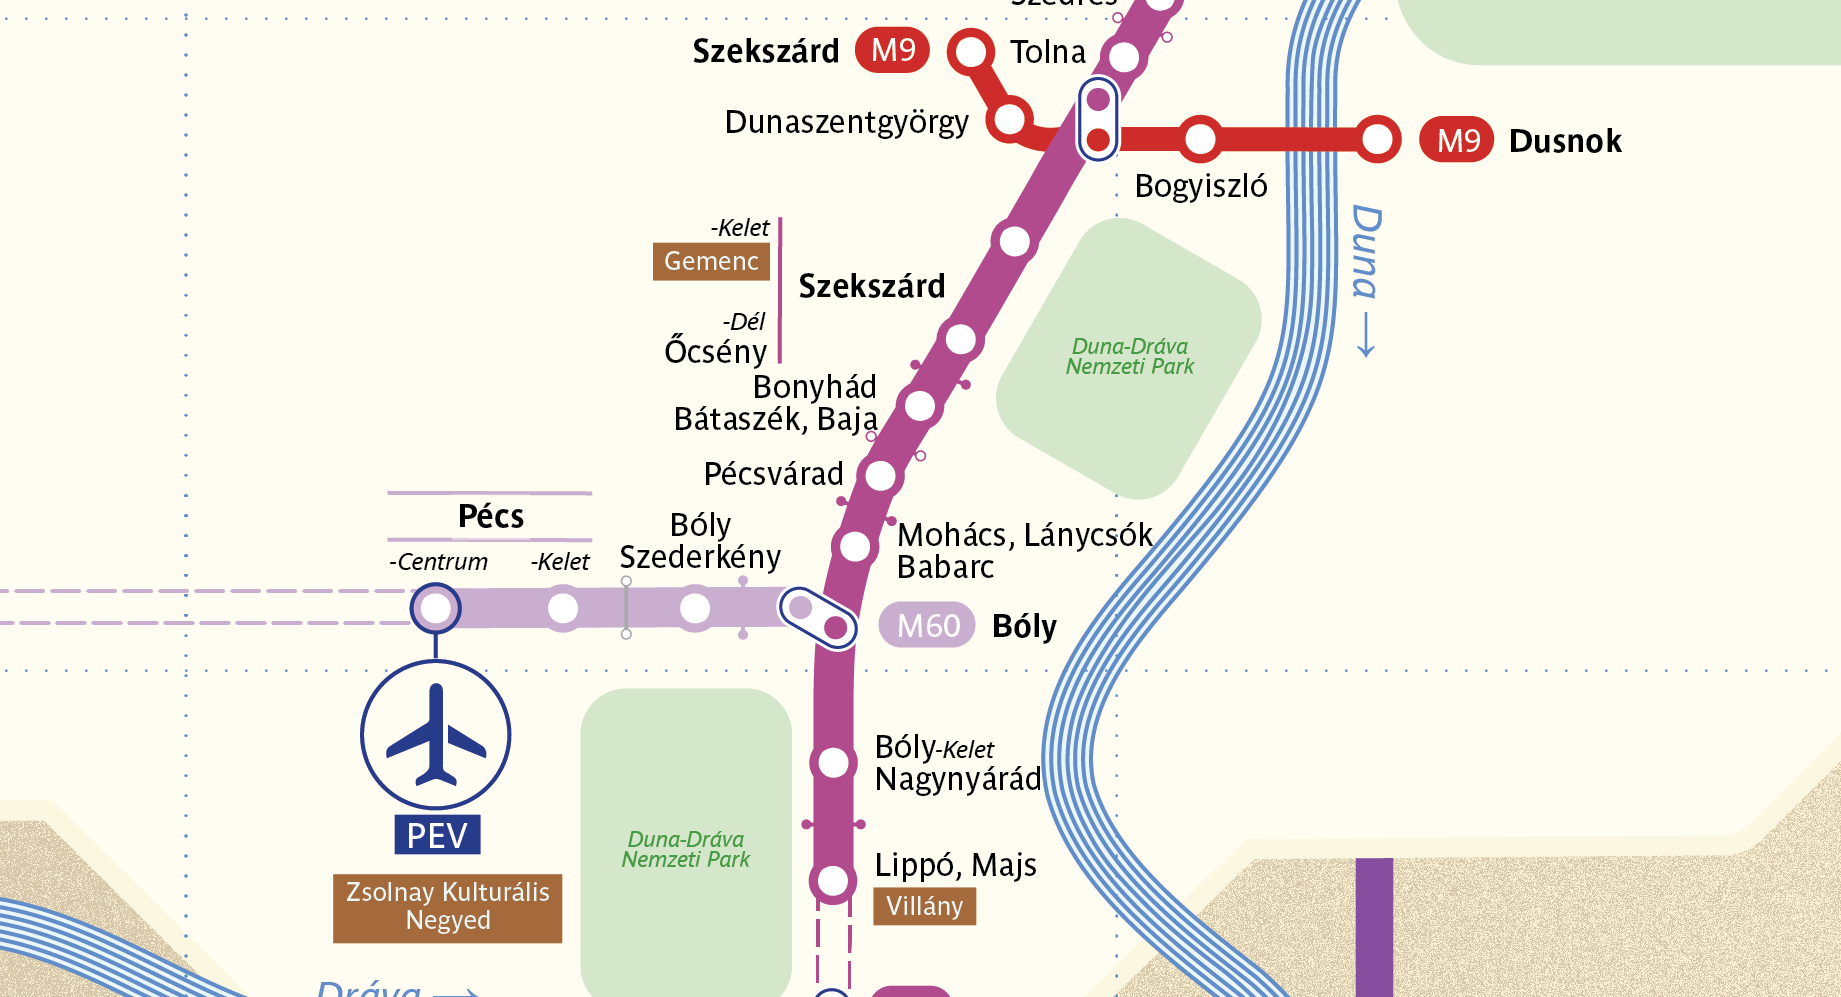 Szedres
Szekszárd M9
Tolna
Dunaszentgyörgy
M9 Dusnok
Bogyiszló
Duna →
-Kelet
Gemenc
Szekszárd
-Dél
Őcsény
Duna-Dráva
Nemzeti Park
Bonyhád
Bátaszék, Baja
Pécsvárad
Pécs
-Centrum
-Kelet
Bóly
Szederkény
Mohács, Lánycsók
Babarc
M60 Bóly
PEV
Zsolnay Kulturális
Negyed
Duna-Dráva
Nemzeti Park
Bóly-Kelet
Nagynyárád
Lippó, Majs
Villány
Dráva →